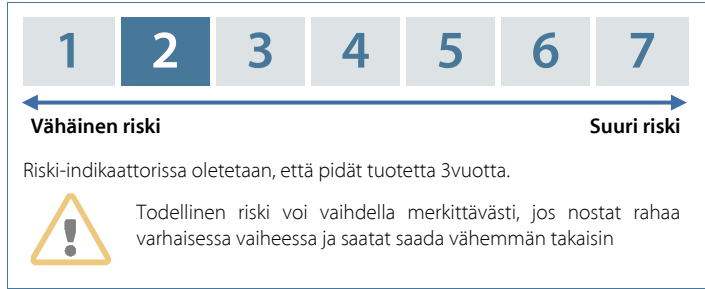 1 2 3 4 5 6 7
Vähäinen riski Suuri riski
Riski-indikaattorissa oletetaan, että pidät tuotetta 3vuotta.
Todellinen riski voi vaihdella merkittävästi, jos nostat rahaa
varhaisessa vaiheessa ja saatat saada vähemmän takaisin